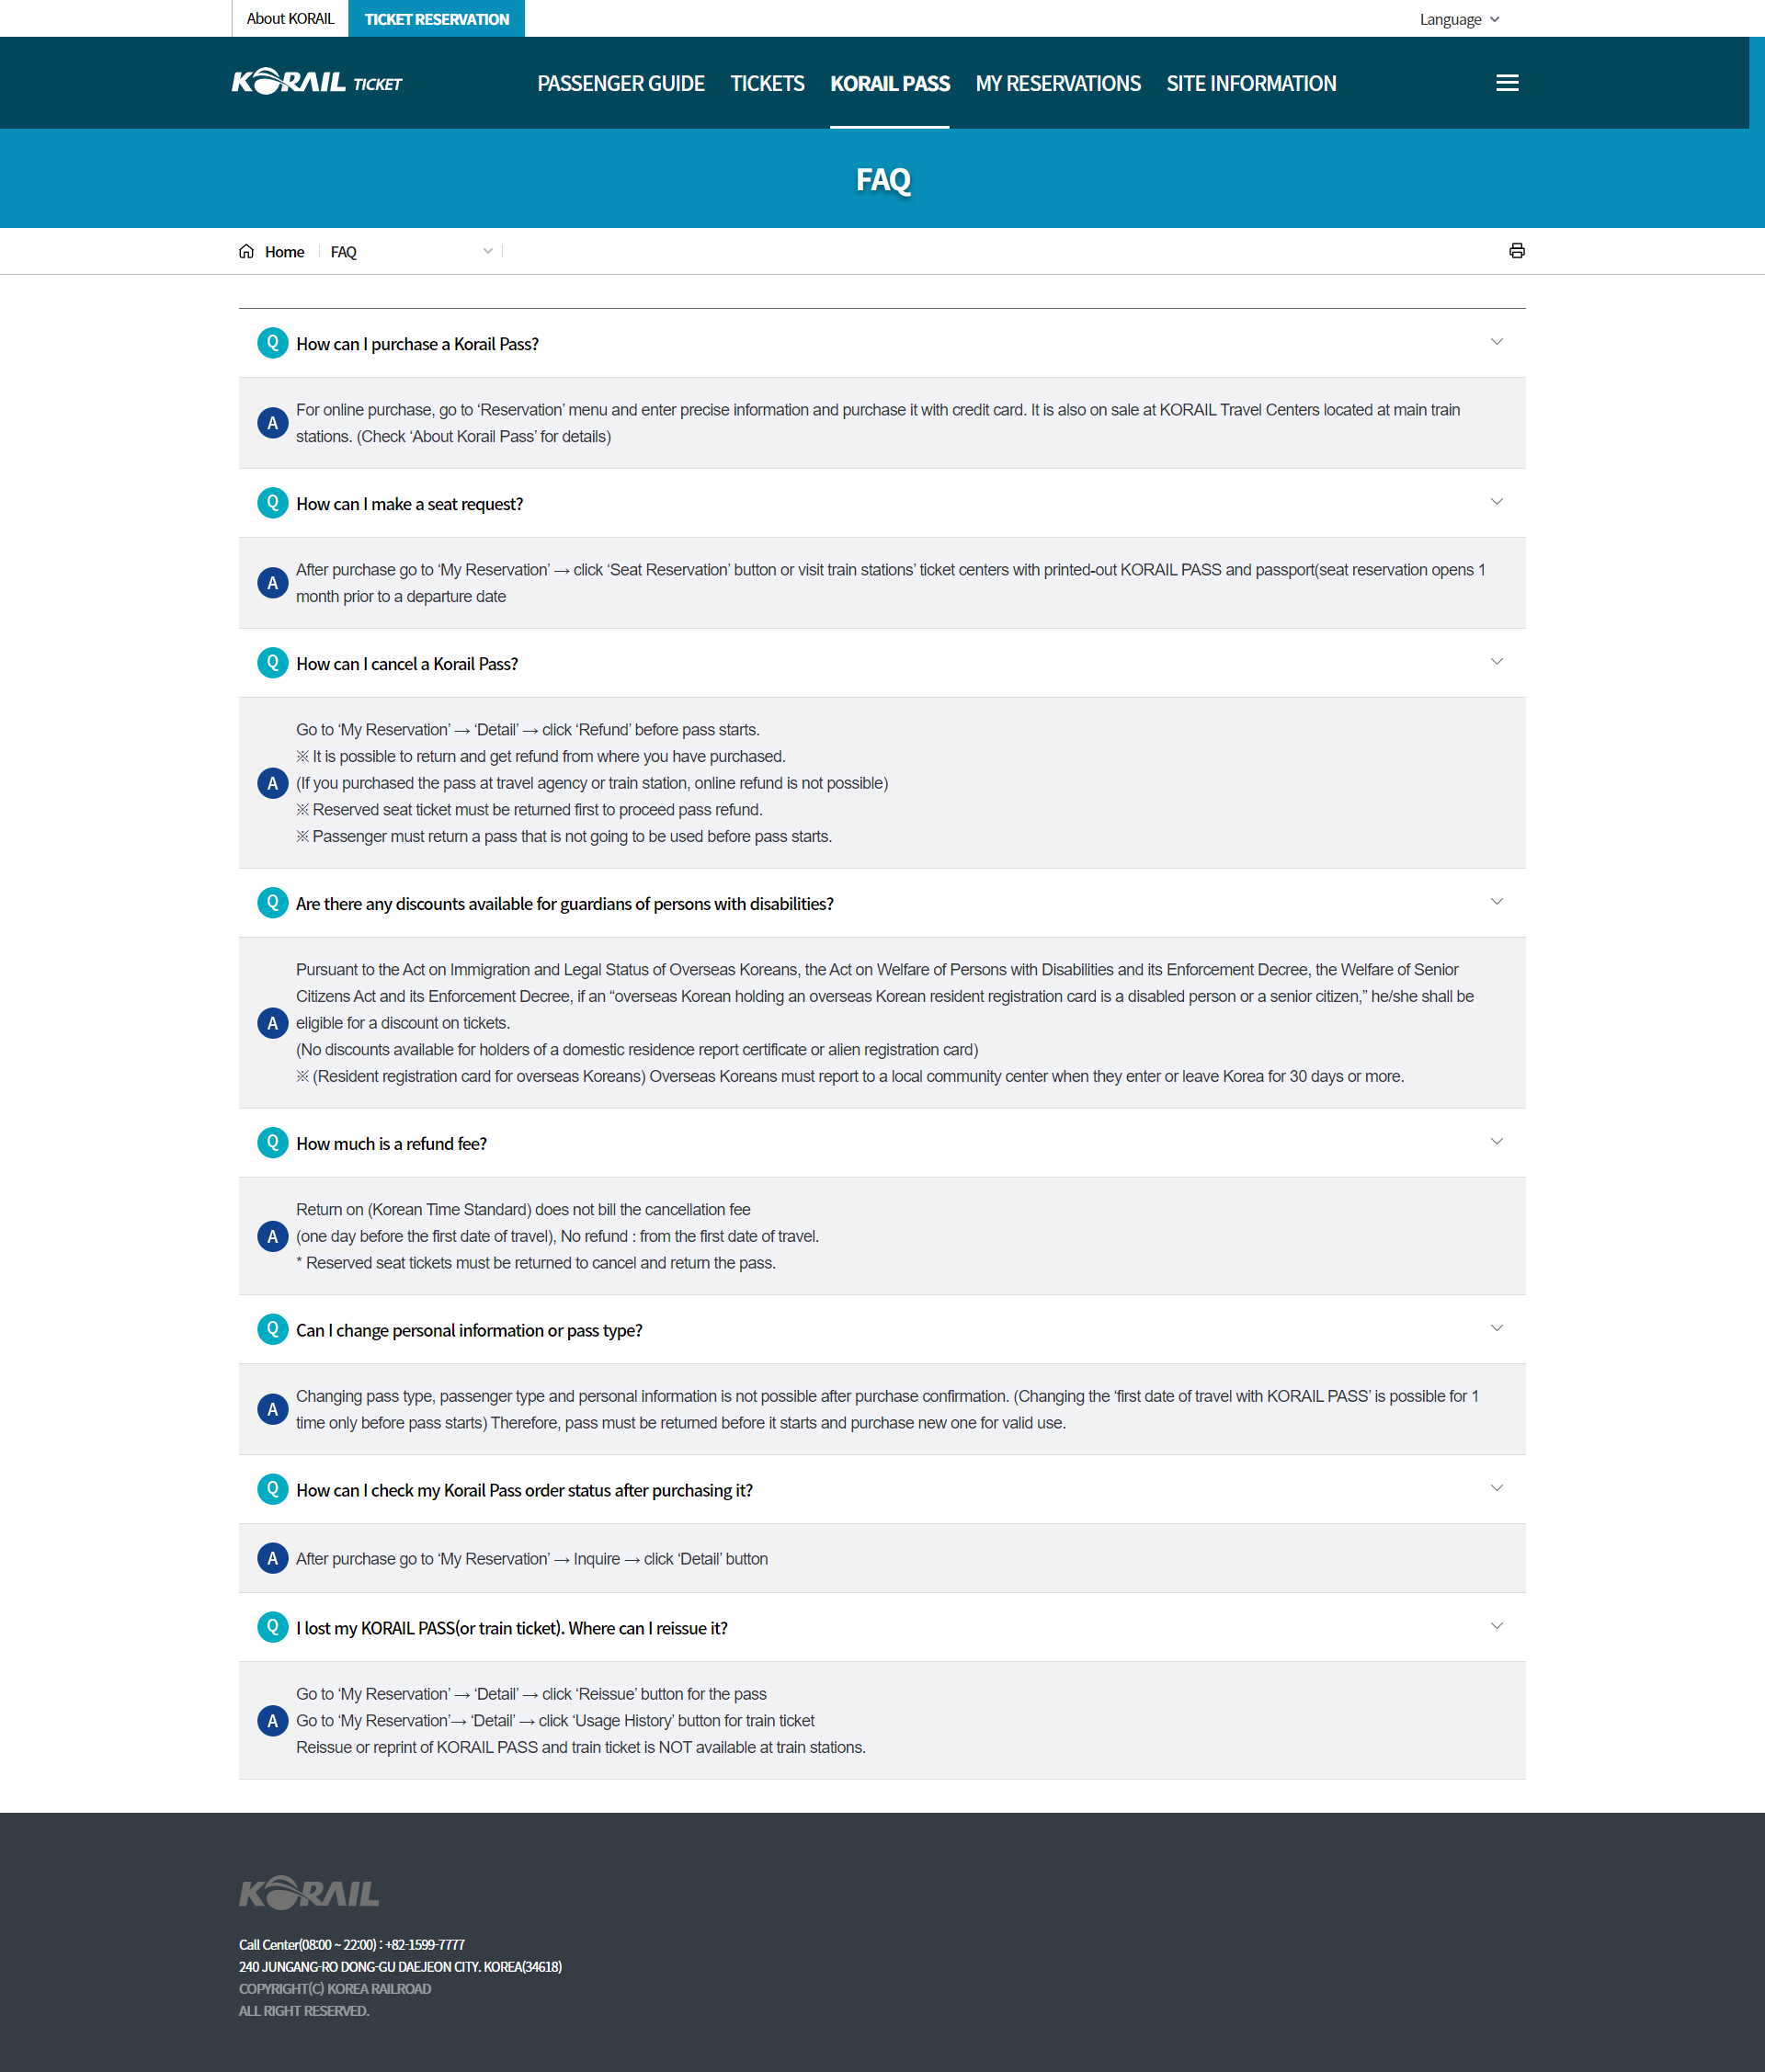 About KORAIL
TICKET RESERVATION
Language
KORAIL TICKET
PASSENGER GUIDE
TICKETS
KORAIL PASS
MY RESERVATIONS
SITE INFORMATION
FAQ
Home
FAQ
Q How can I purchase a Korail Pass?
A For online purchase, go to ‘Reservation’ menu and enter precise information and purchase it with credit card. It is also on sale at KORAIL Travel Centers located at main train
stations. (Check ‘About Korail Pass’ for details)
Q How can I make a seat request?
A After purchase go to ‘My Reservation’ → click ‘Seat Reservation’ button or visit train stations’ ticket centers with printed-out KORAIL PASS and passport(seat reservation opens 1
month prior to a departure date
Q How can I cancel a Korail Pass?
Go to ‘My Reservation’ → ‘Detail’ → click ‘Refund’ before pass starts.
※ It is possible to return and get refund from where you have purchased.
A (If you purchased the pass at travel agency or train station, online refund is not possible)
※ Reserved seat ticket must be returned first to proceed pass refund.
※ Passenger must return a pass that is not going to be used before pass starts.
Q Are there any discounts available for guardians of persons with disabilities?
Pursuant to the Act on Immigration and Legal Status of Overseas Koreans, the Act on Welfare of Persons with Disabilities and its Enforcement Decree, the Welfare of Senior
Citizens Act and its Enforcement Decree, if an “overseas Korean holding an overseas Korean resident registration card is a disabled person or a senior citizen,” he/she shall be
A eligible for a discount on tickets.
(No discounts available for holders of a domestic residence report certificate or alien registration card)
※ (Resident registration card for overseas Koreans) Overseas Koreans must report to a local community center when they enter or leave Korea for 30 days or more.
Q How much is a refund fee?
Return on (Korean Time Standard) does not bill the cancellation fee
A (one day before the first date of travel), No refund : from the first date of travel.
* Reserved seat tickets must be returned to cancel and return the pass.
Q Can I change personal information or pass type?
A Changing pass type, passenger type and personal information is not possible after purchase confirmation. (Changing the ‘first date of travel with KORAIL PASS’ is possible for 1
time only before pass starts) Therefore, pass must be returned before it starts and purchase new one for valid use.
Q How can I check my Korail Pass order status after purchasing it?
A After purchase go to ‘My Reservation’ → Inquire → click ‘Detail’ button
Q I lost my KORAIL PASS(or train ticket). Where can I reissue it?
Go to ‘My Reservation’ → ‘Detail’ → click ‘Reissue’ button for the pass
A Go to ‘My Reservation’→ ‘Detail’ → click ‘Usage History’ button for train ticket
Reissue or reprint of KORAIL PASS and train ticket is NOT available at train stations.
KORAIL
Call Center(08:00 ~ 22:00) : +82-1599-7777
240 JUNGANG-RO DONG-GU DAEJEON CITY. KOREA(34618)
COPYRIGHT(C) KOREA RAILROAD
ALL RIGHT RESERVED.